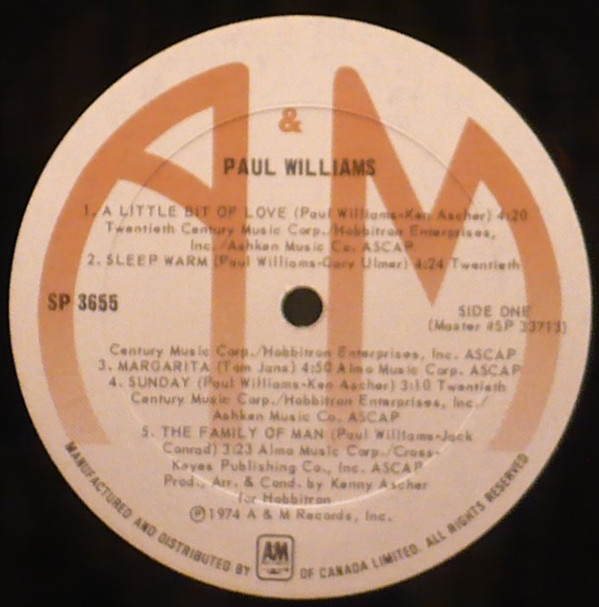 &
PAUL WILLIAMS
1. A LITTLE BIT OF LOVE (Paul Williams-Ken Ascher) 4:20
Twentieth Century Music Corp./Hobbitron Enterprises,
Inc./Ashken Music Co. ASCAP
2. SLEEP WARM (Paul Williams-Gary Ulmer) 4:24 Twentieth
SP 3655
SIDE ONE
(Master #SP 33713)
Century Music Corp./Hobbitron Enterprises, Inc. ASCAP
3. MARGARITA (Tom Jans) 4:50 Almo Music Corp. ASCAP
4. SUNDAY (Paul Williams-Ken Ascher) 3:10 Twentieth
Century Music Corp./Hobbitron Enterprises, Inc./
Ashken Music Co. ASCAP
5. THE FAMILY OF MAN (Paul Williams-Jack
Conrad) 3:23 Almo Music Corp./Cross-
Keyes Publishing Co., Inc. ASCAP
Prod., Arr. & Cond. by Kenny Ascher
for Hobbitron
Ⓟ1974 A & M Records, Inc.
MANUFACTURED AND DISTRIBUTED BY A&M OF CANADA LIMITED. ALL RIGHTS RESERVED